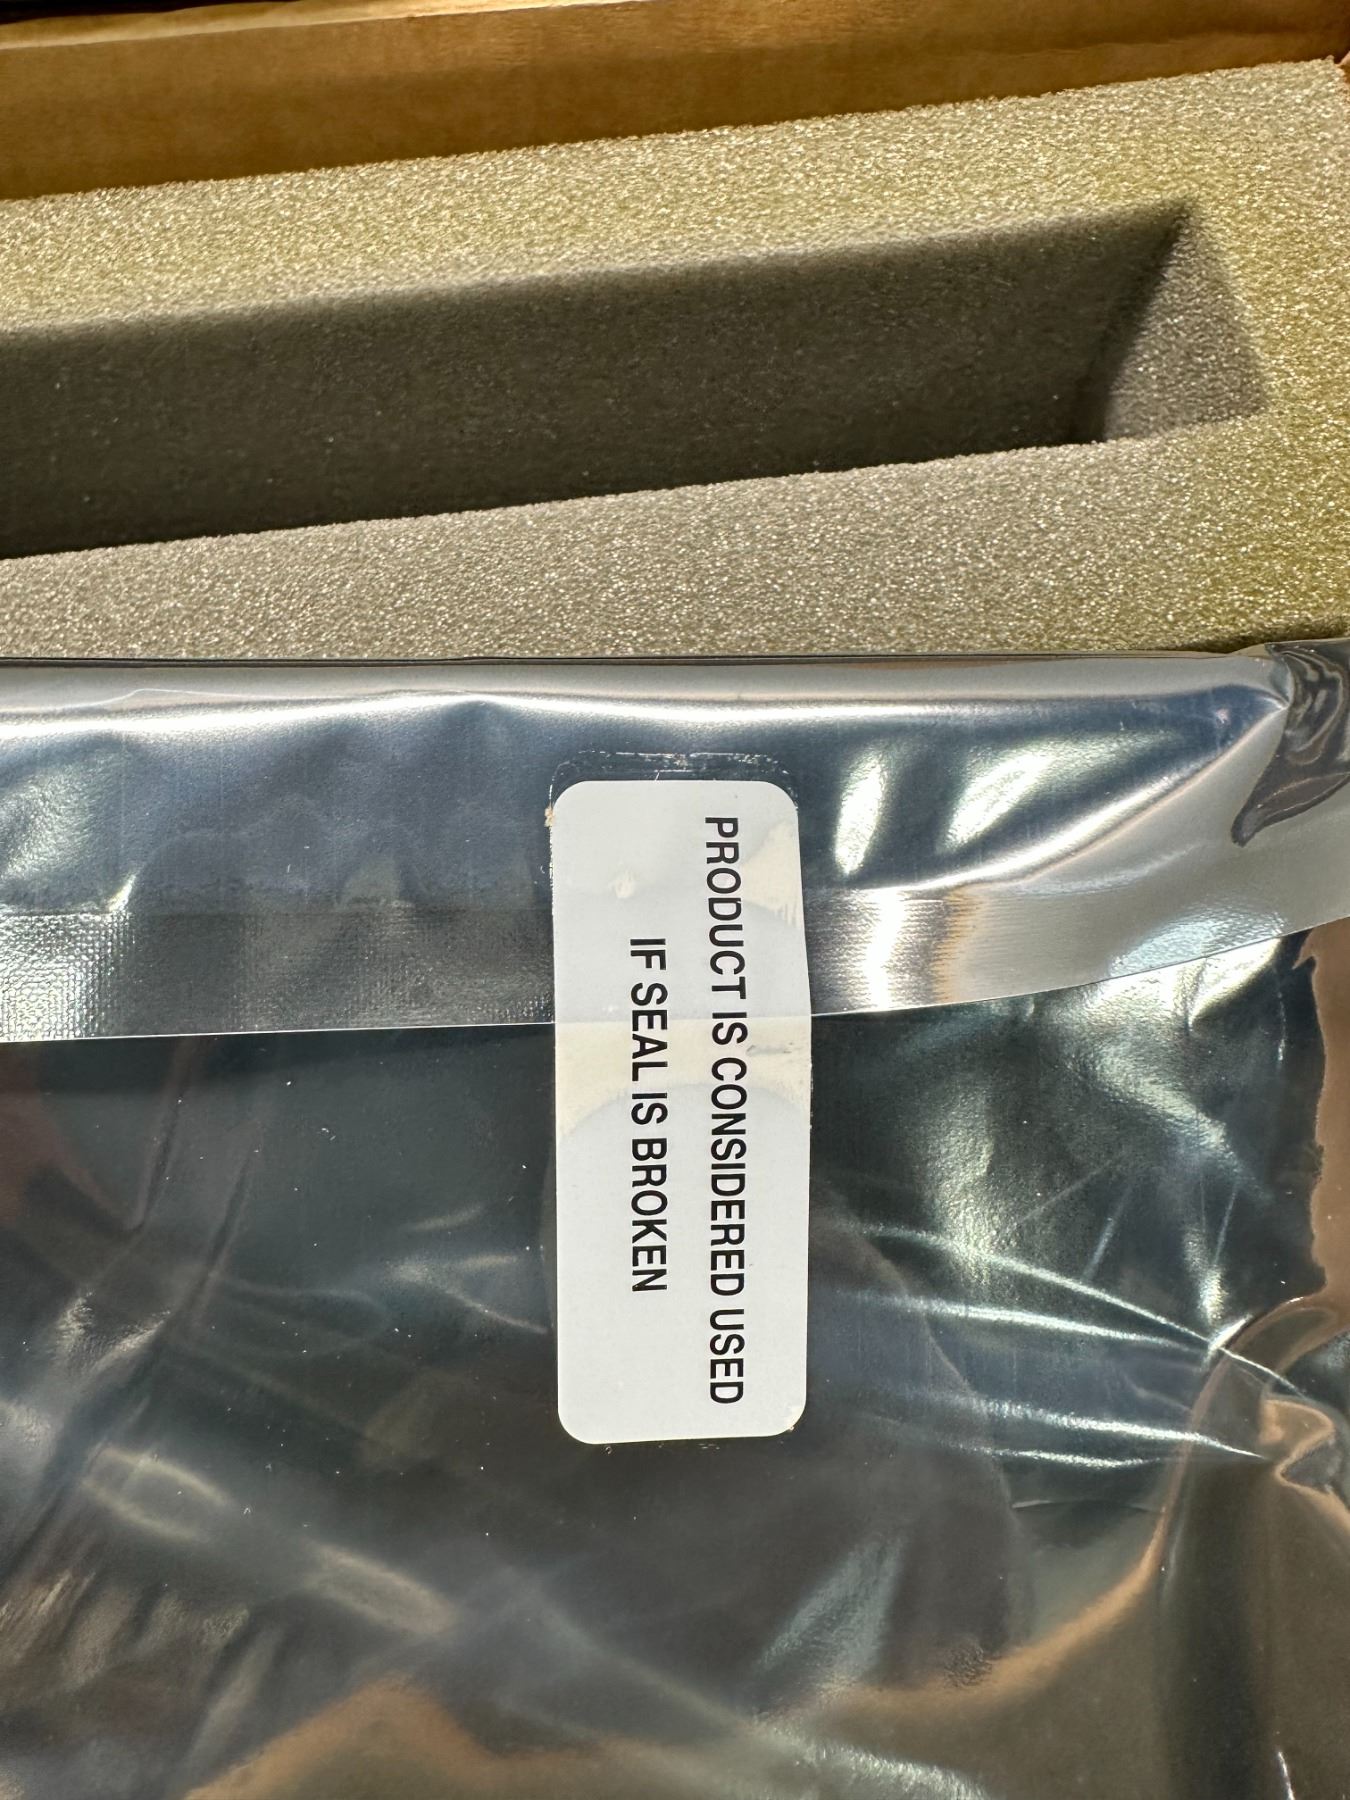 PRODUCT IS CONSIDERED USED
IF SEAL IS BROKEN